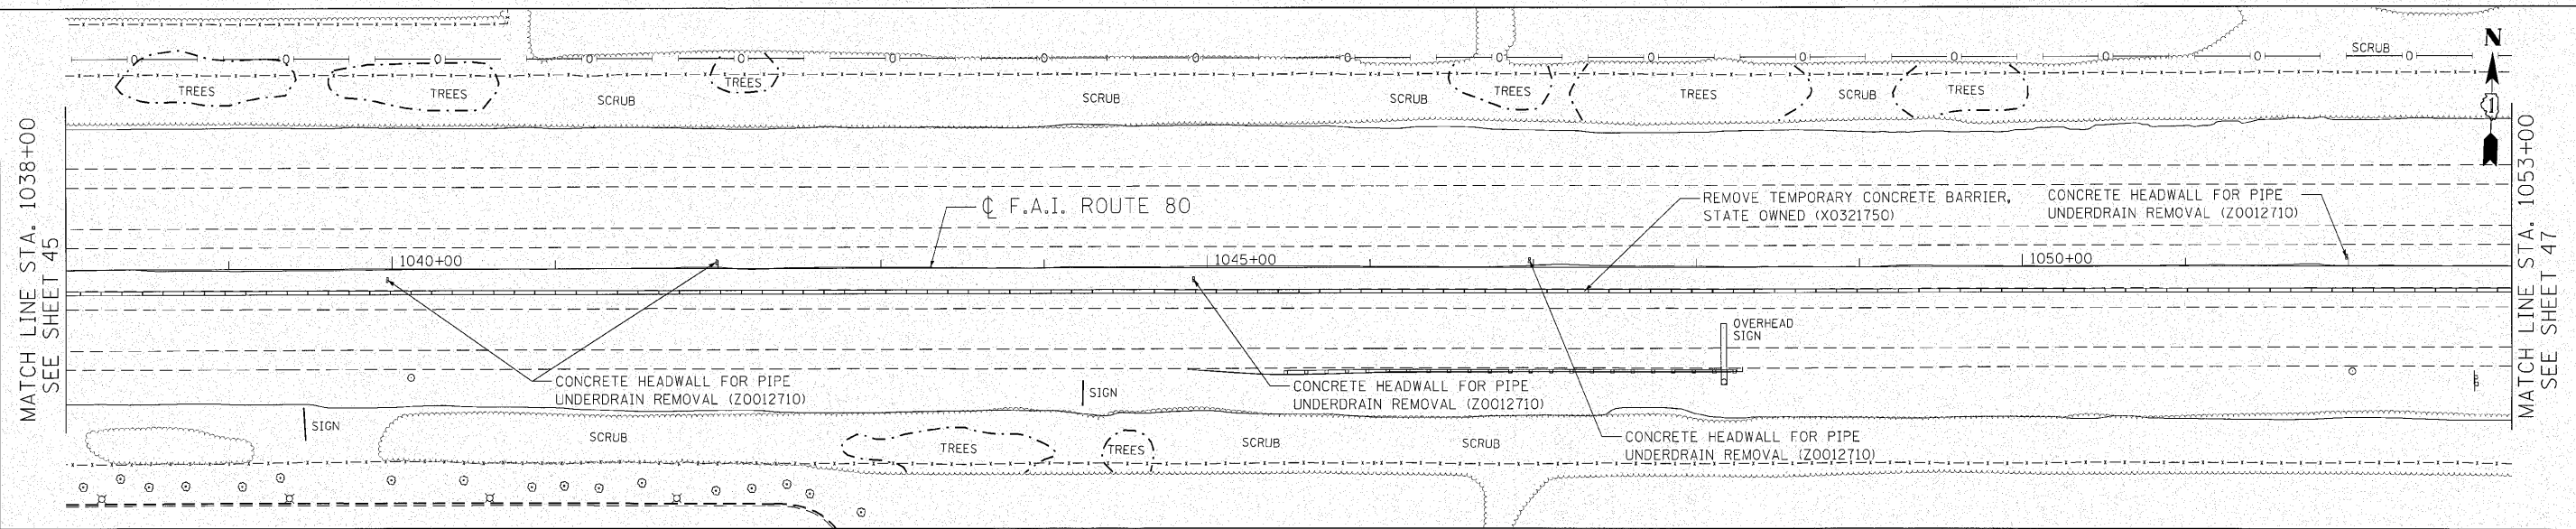 SCRUB
N
1
TREES
TREES
SCRUB
TREES
SCRUB
SCRUB
TREES
TREES
SCRUB
TREES
MATCH LINE STA. 1038+00
SEE SHEET 45
℄ F.A.I. ROUTE 80
REMOVE TEMPORARY CONCRETE BARRIER,
STATE OWNED (X0321750)
CONCRETE HEADWALL FOR PIPE
UNDERDRAIN REMOVAL (Z0012710)
1040+00
1045+00
1050+00
OVERHEAD
SIGN
CONCRETE HEADWALL FOR PIPE
UNDERDRAIN REMOVAL (Z0012710)
SIGN
CONCRETE HEADWALL FOR PIPE
UNDERDRAIN REMOVAL (Z0012710)
SIGN
SCRUB
TREES
TREES
SCRUB
SCRUB
CONCRETE HEADWALL FOR PIPE
UNDERDRAIN REMOVAL (Z0012710)
MATCH LINE STA. 1053+00
SEE SHEET 47